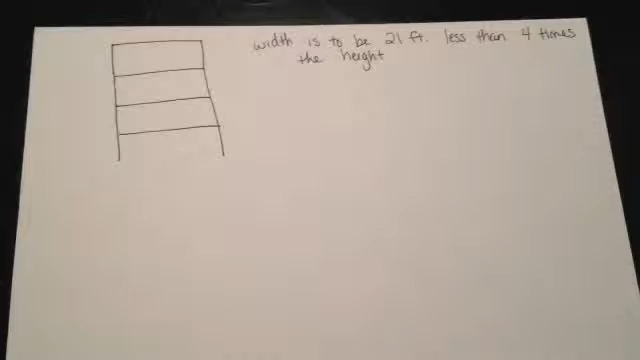 width is to be 21 ft. less than 4 times
the height